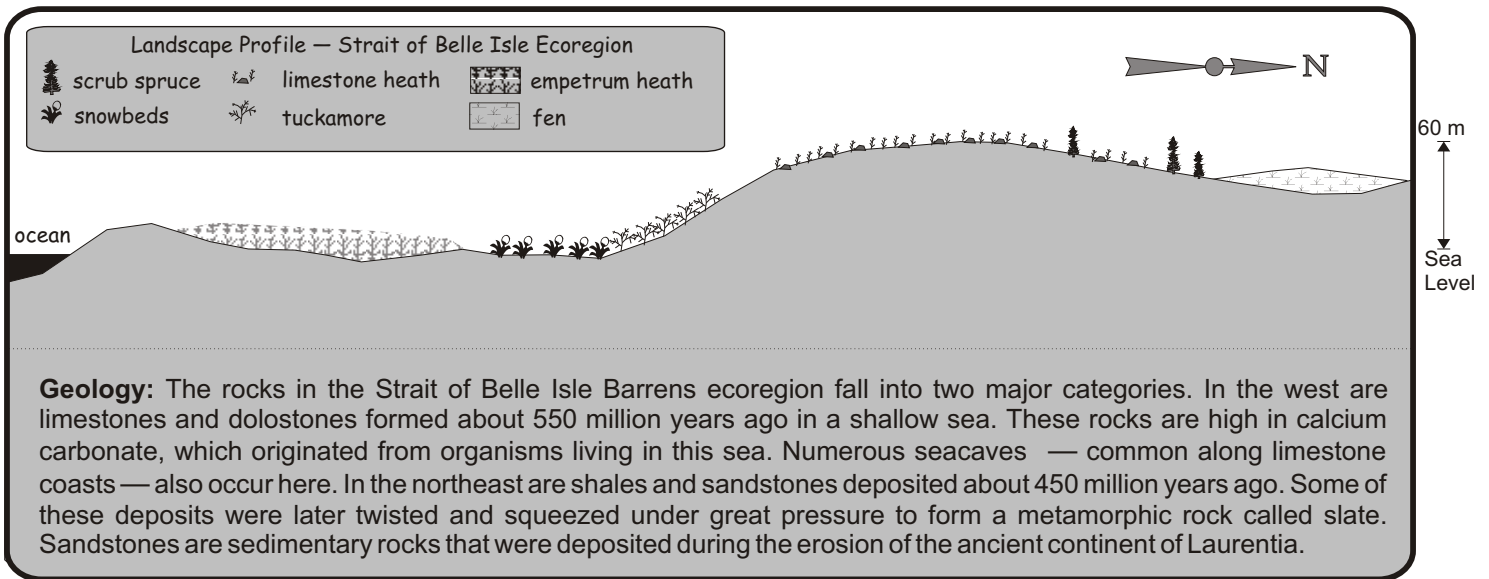 Landscape Profile — Strait of Belle Isle Ecoregion
scrub spruce
limestone heath
empetrum heath
snowbeds
tuckamore
fen
N
60 m
ocean
Sea
Level
Geology: The rocks in the Strait of Belle Isle Barrens ecoregion fall into two major categories. In the west are
limestones and dolostones formed about 550 million years ago in a shallow sea. These rocks are high in calcium
carbonate, which originated from organisms living in this sea. Numerous seacaves — common along limestone
coasts — also occur here. In the northeast are shales and sandstones deposited about 450 million years ago. Some of
these deposits were later twisted and squeezed under great pressure to form a metamorphic rock called slate.
Sandstones are sedimentary rocks that were deposited during the erosion of the ancient continent of Laurentia.